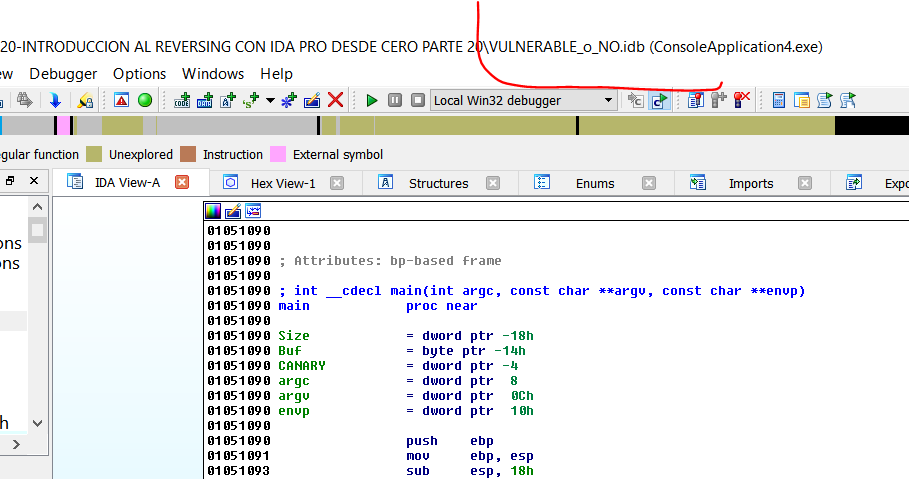 20-INTRODUCCION AL REVERSING CON IDA PRO DESDE CERO PARTE 20\VULNERABLE_o_NO.idb (ConsoleApplication4.exe)
ew Debugger Options Windows Help
Local Win32 debugger
egular function Unexplored Instruction External symbol
IDA View-A Hex View-1 Structures Enums Imports Expo
ons
ons
h
01051090
01051090
01051090 ; Attributes: bp-based frame
01051090
01051090 ; int __cdecl main(int argc, const char **argv, const char **envp)
01051090 main proc near
01051090
01051090 Size = dword ptr -18h
01051090 Buf = byte ptr -14h
01051090 CANARY = dword ptr -4
01051090 argc = dword ptr 8
01051090 argv = dword ptr 0Ch
01051090 envp = dword ptr 10h
01051090
01051090 push ebp
01051091 mov ebp, esp
01051093 sub esp, 18h